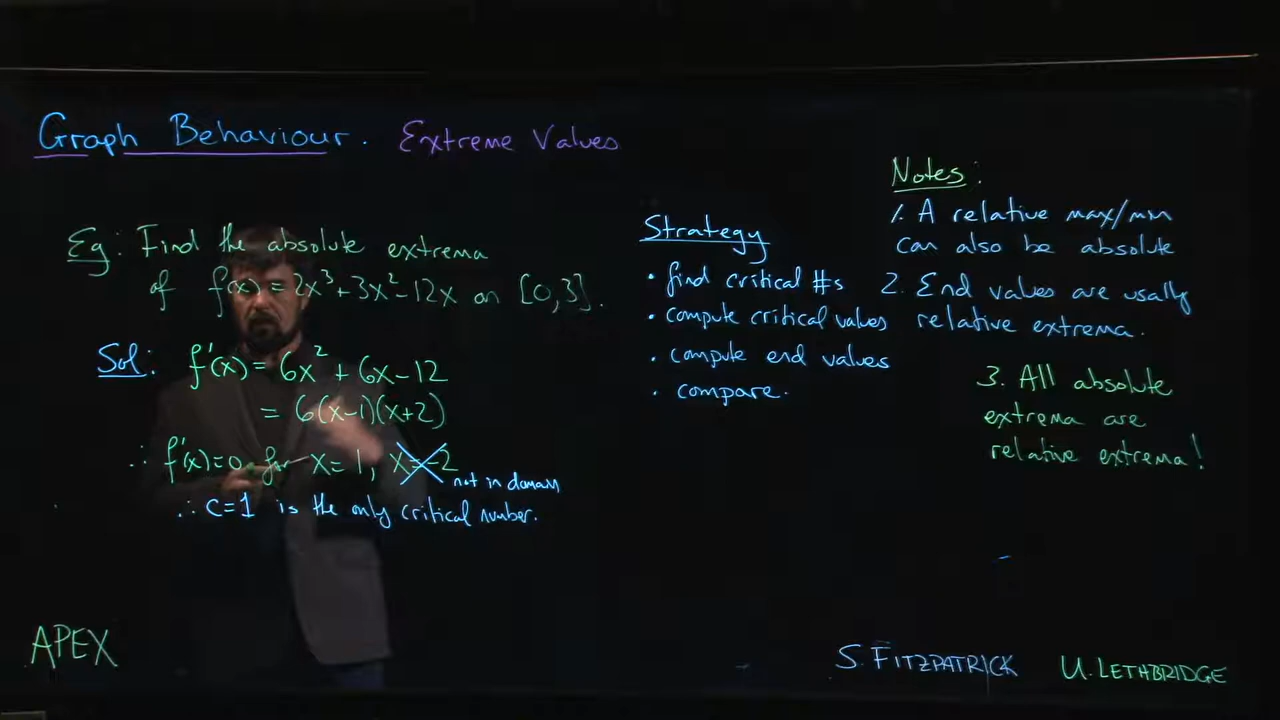 Graph Behaviour. Extreme Values
Eg: Find the absolute extrema
of f(x) = 2x³+3x²-12x on [0,3].
Sol: f'(x) = 6x² + 6x-12
= 6(x-1)(x+2)
∴ f'(x)=0 for x=1, x=-2
not in domain
∴ c=1 is the only critical number.
Strategy
· find critical #s
· compute critical values
· compute end values
· compare.
Notes:
1. A relative max/min
can also be absolute
2. End values are usally
relative extrema.
3. All absolute
extrema are
relative extrema!
APEX
S. FITZPATRICK U. LETHBRIDGE